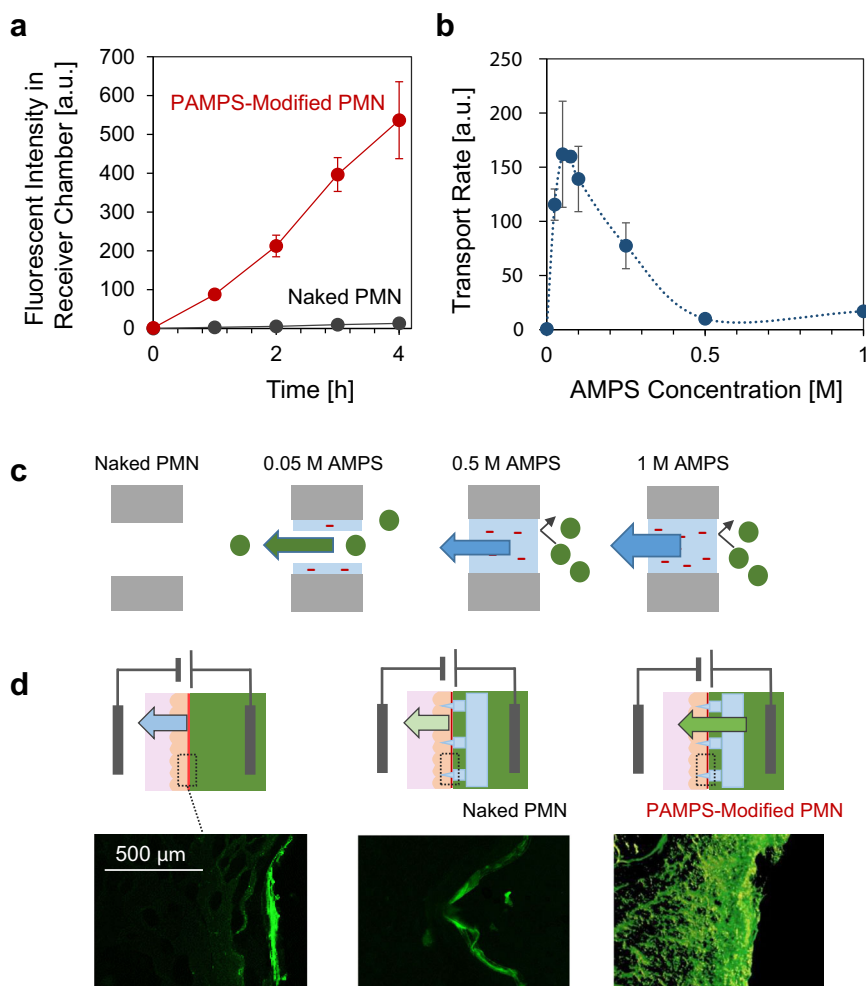 a
Fluorescent Intensity in
Receiver Chamber [a.u.]
700
600
500
400
300
200
100
0
PAMPS-Modified PMN
Naked PMN
0
2
4
Time [h]
b
Transport Rate [a.u.]
250
200
150
100
50
0
0
0.5
1
AMPS Concentration [M]
c
Naked PMN
0.05 M AMPS
0.5 M AMPS
1 M AMPS
d
Naked PMN
PAMPS-Modified PMN
500 μm